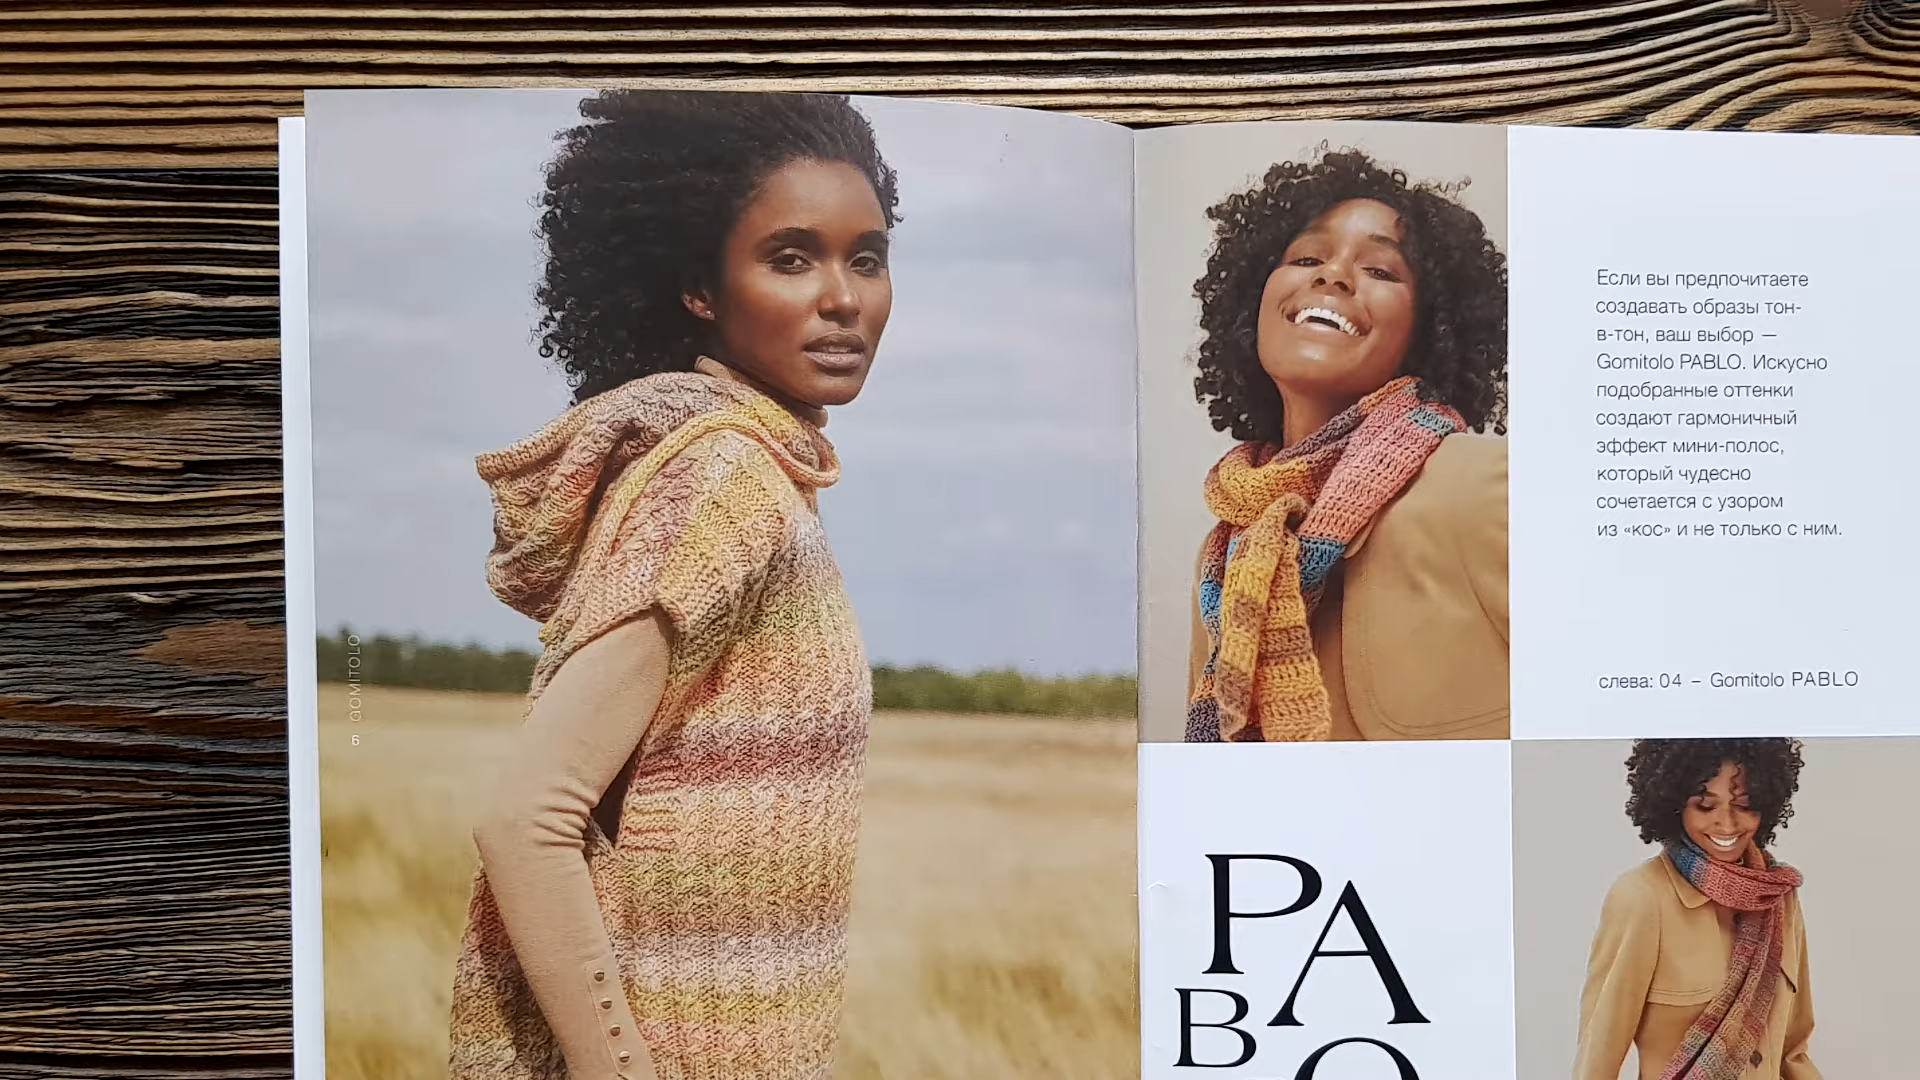 6 GOMITOLO
Если вы предпочитаете
создавать образы тон-
в-тон, ваш выбор —
Gomitolo PABLO. Искусно
подобранные оттенки
создают гармоничный
эффект мини-полос,
который чудесно
сочетается с узором
из «кос» и не только с ним.
слева: 04 – Gomitolo PABLO
PA
B